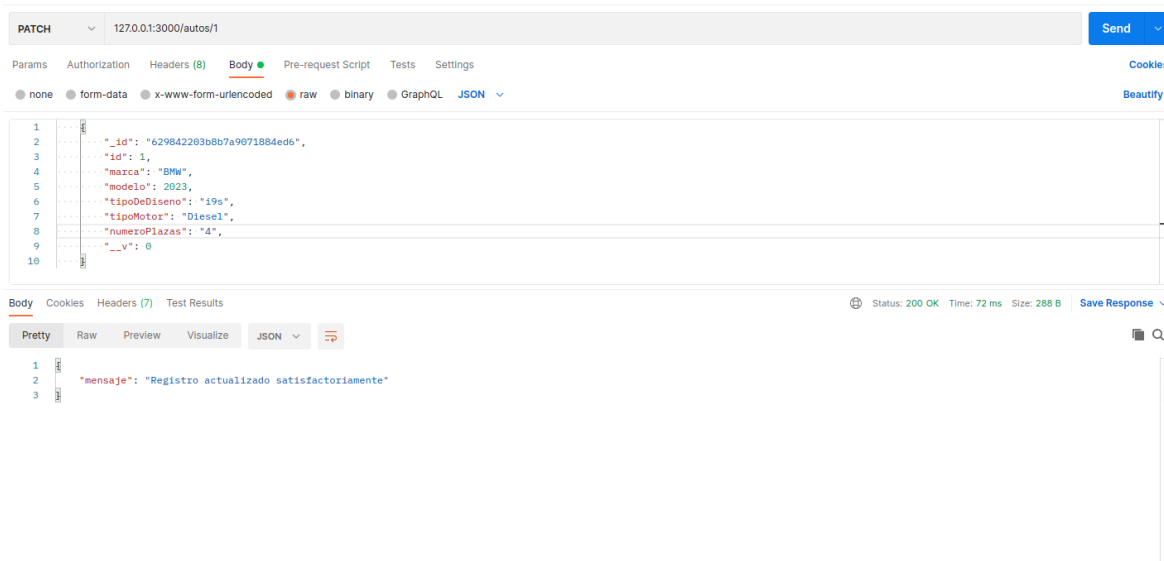 PATCH 127.0.0.1:3000/autos/1 Send
Params Authorization Headers (8) Body Pre-request Script Tests Settings Cookies
none form-data x-www-form-urlencoded raw binary GraphQL JSON Beautify
1 {
2 "_id": "629842203b8b7a9071884ed6",
3 "id": 1,
4 "marca": "BMW",
5 "modelo": 2023,
6 "tipoDeDiseno": "i9s",
7 "tipoMotor": "Diesel",
8 "numeroPlazas": "4",
9 "__v": 0
10 }
Body Cookies Headers (7) Test Results Status: 200 OK Time: 72 ms Size: 288 B Save Response
Pretty Raw Preview Visualize JSON
1 {
2 "mensaje": "Registro actualizado satisfactoriamente"
3 }